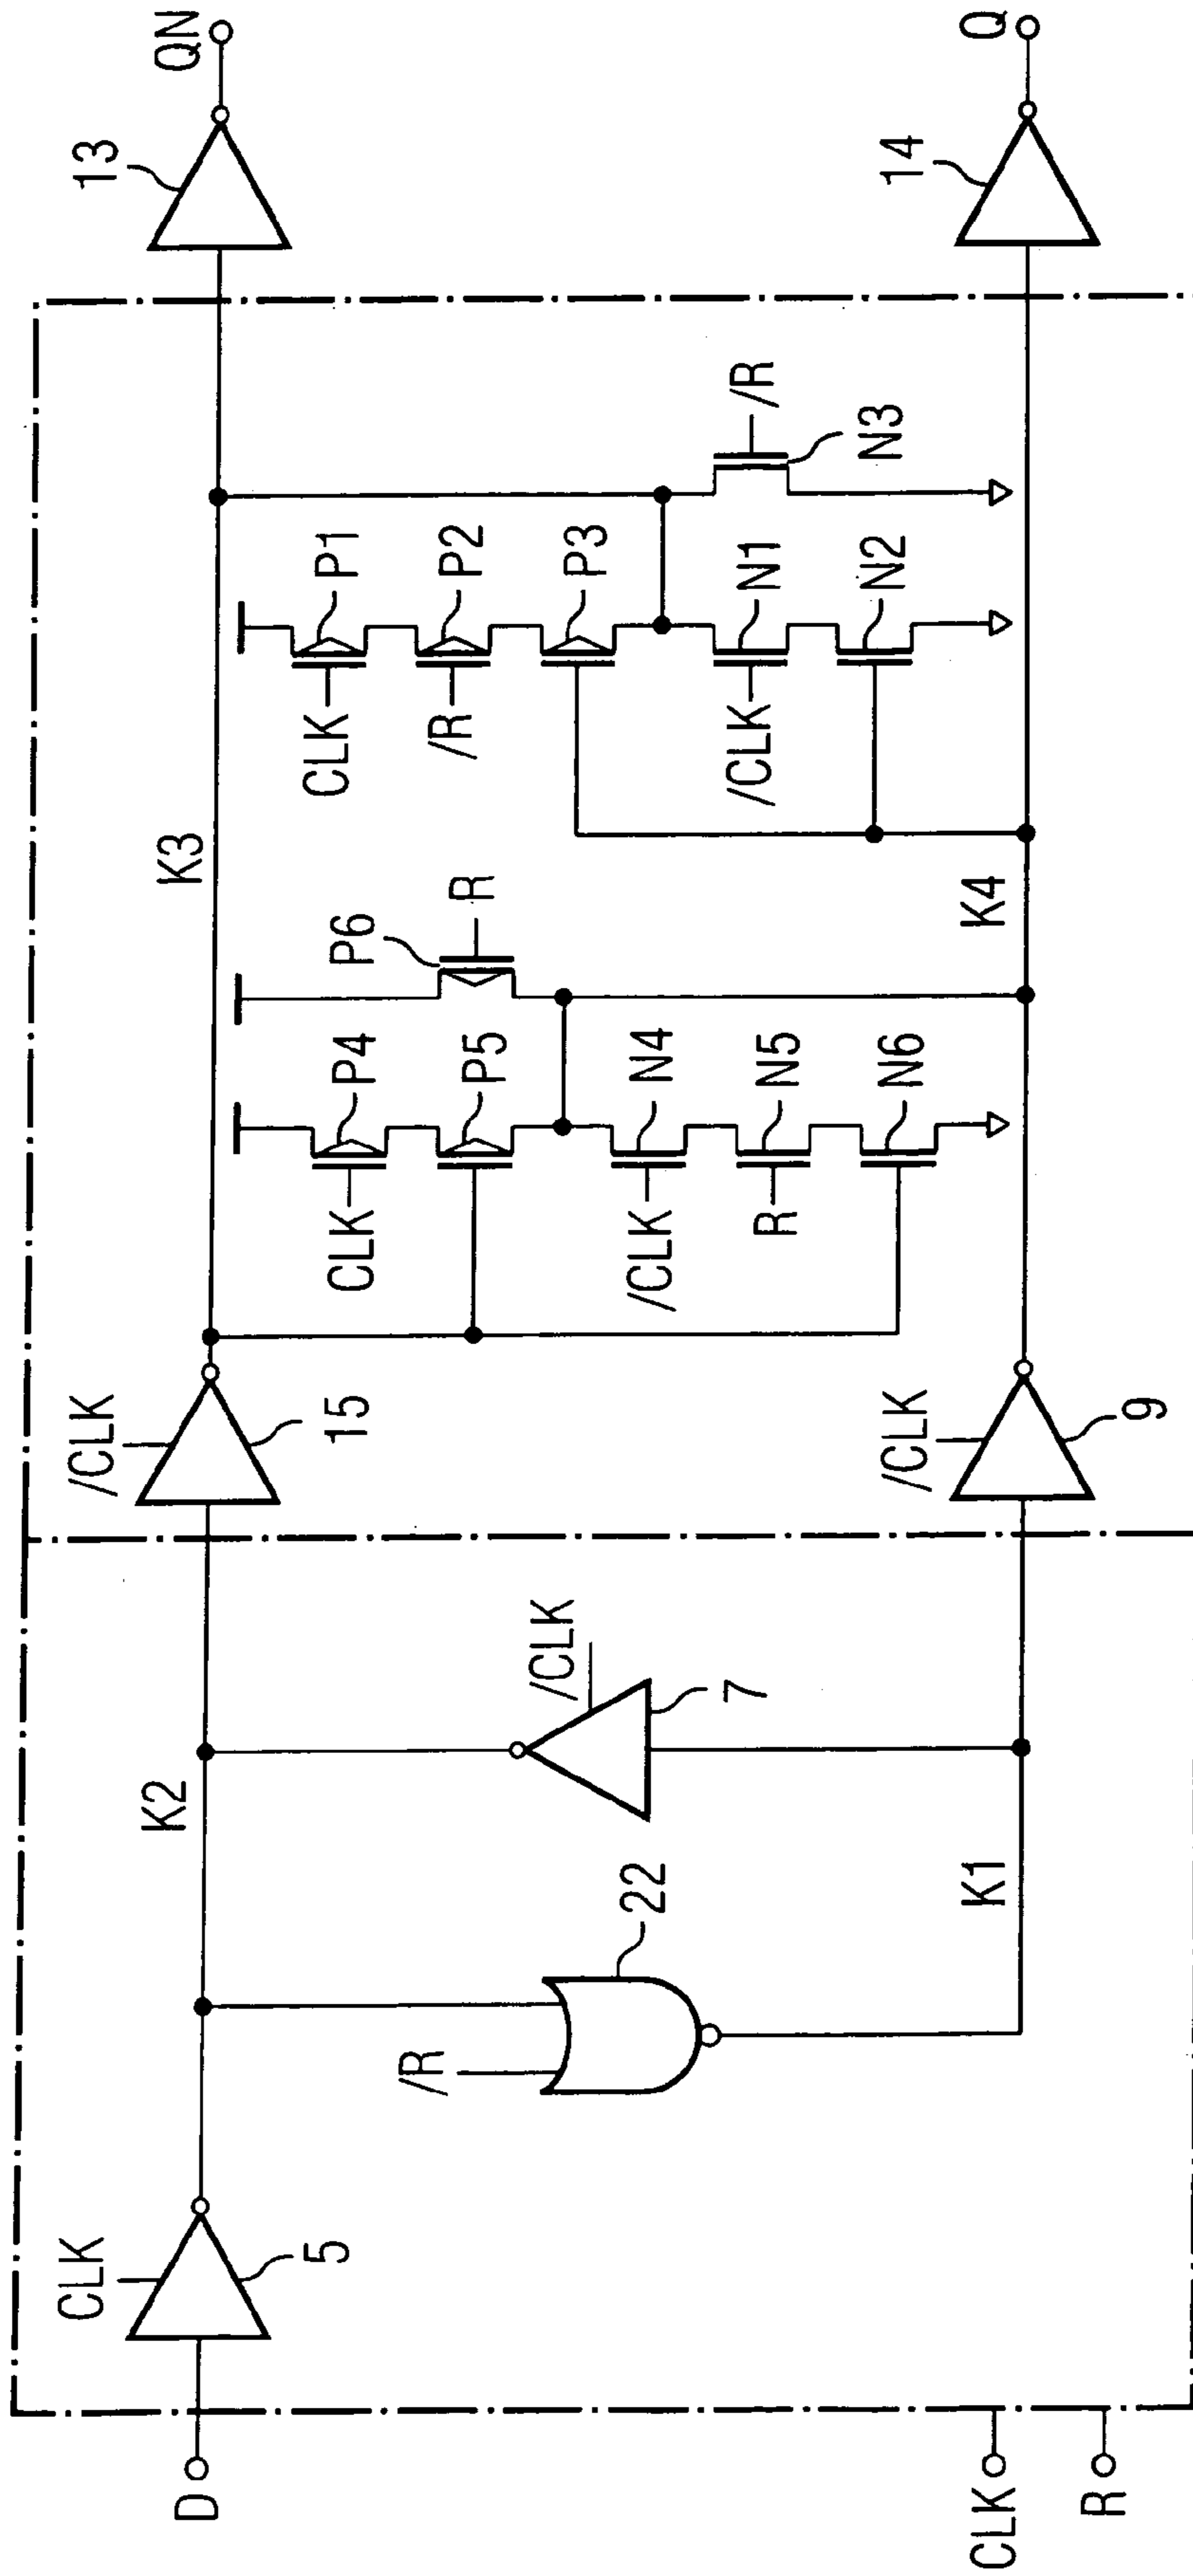 D
CLK
R
CLK
5
/R
22
K2
K1
/CLK
7
/CLK
15
/CLK
9
K3
CLK
P4
P5
/CLK
N4
R
N5
N6
P6
R
K4
CLK
P1
/R
P2
P3
/CLK
N1
N2
/R
N3
13
QN
14
Q